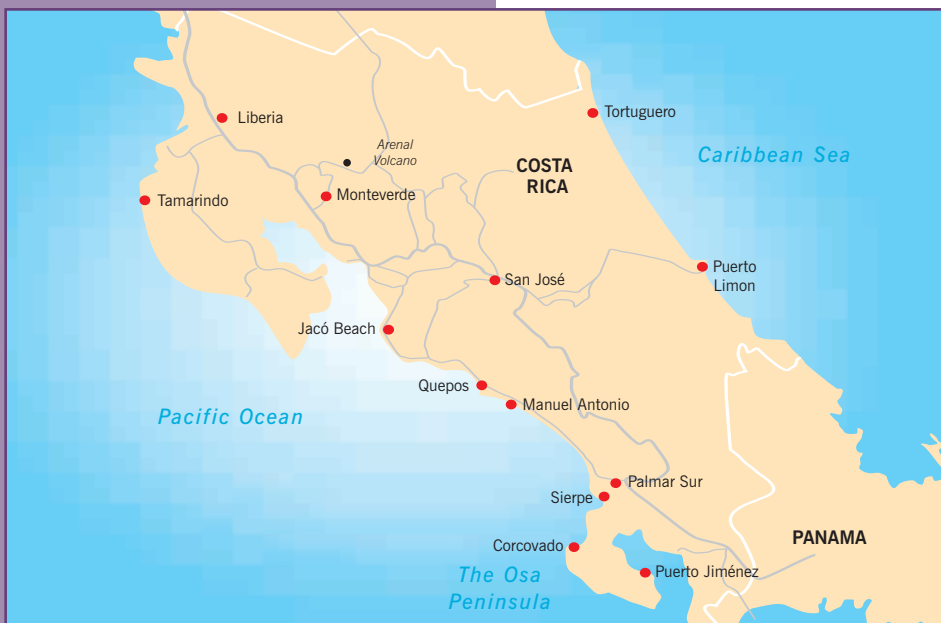 Liberia
Tortuguero
Arenal
Volcano
Caribbean Sea
COSTA
RICA
Monteverde
Tamarindo
Puerto
Limon
San José
Jacó Beach
Quepos
Manuel Antonio
Pacific Ocean
Palmar Sur
Sierpe
PANAMA
Corcovado
Puerto Jiménez
The Osa
Peninsula